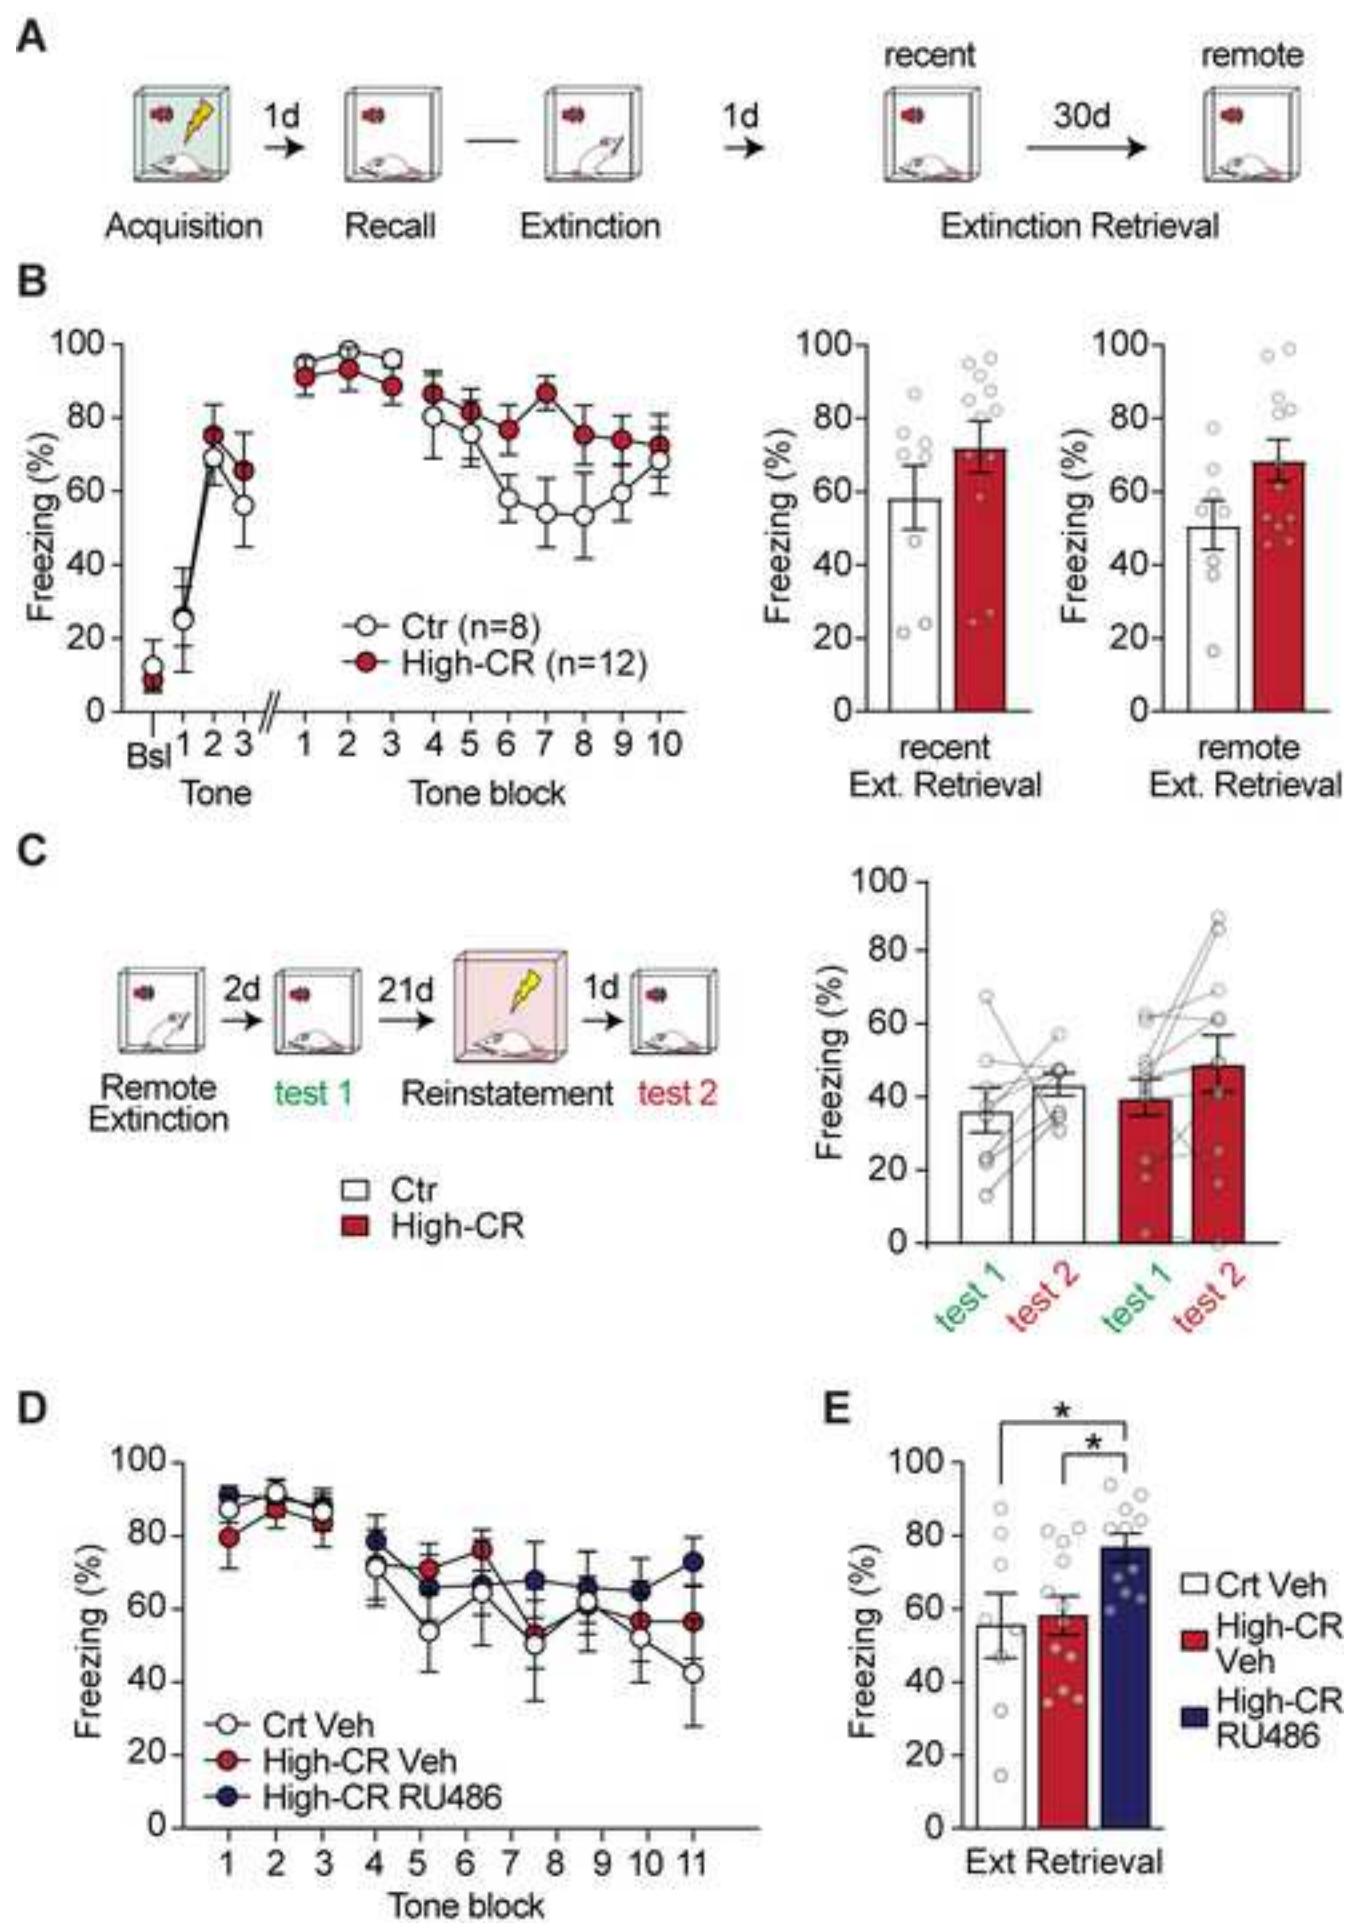 A
recent
remote
1d
1d
30d
Acquisition
Recall
Extinction
Extinction Retrieval
B
100
80
60
40
20
0
Freezing (%)
Ctr (n=8)
High-CR (n=12)
Bsl
1 2 3
1 2 3 4 5 6 7 8 9 10
Tone
Tone block
100
80
60
40
20
0
Freezing (%)
recent
Ext. Retrieval
100
80
60
40
20
0
Freezing (%)
remote
Ext. Retrieval
C
2d
21d
1d
Remote
Extinction
test 1
Reinstatement
test 2
Ctr
High-CR
100
80
60
40
20
0
Freezing (%)
test 1
test 2
test 1
test 2
D
100
80
60
40
20
0
Freezing (%)
Crt Veh
High-CR Veh
High-CR RU486
1 2 3 4 5 6 7 8 9 10 11
Tone block
E
* 
*
100
80
60
40
20
0
Freezing (%)
Ext Retrieval
Crt Veh
High-CR
Veh
High-CR
RU486